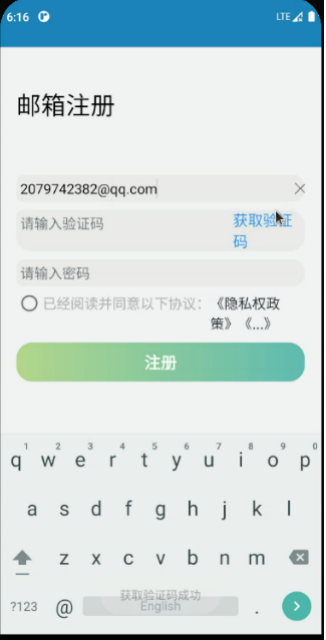 6:16 LTE
邮箱注册
2079742382@qq.com
请输入验证码
获取验证
码
请输入密码
已经阅读并同意以下协议：《隐私权政
策》《...》
注册
1 2 3 4 5 6 7 8 9 0
q w e r t y u i o p
a s d f g h j k l
z x c v b n m
获取验证码成功
?123 @ English .